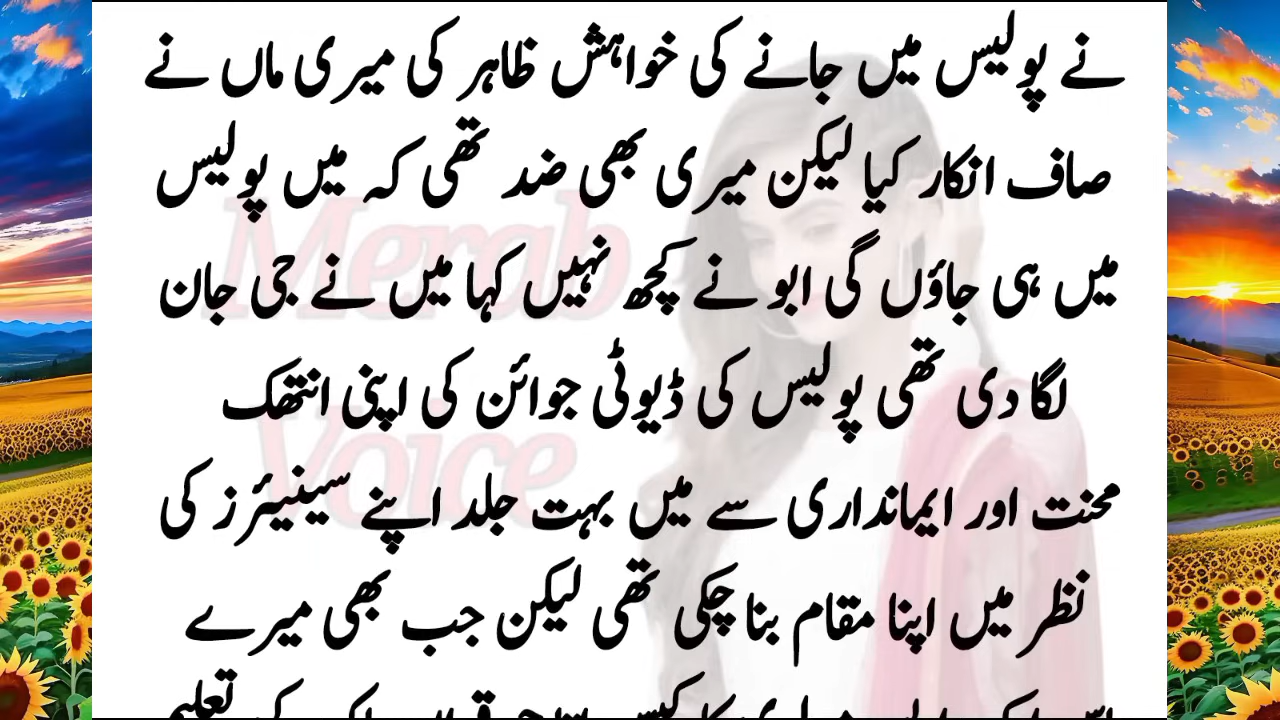 نے پولیس میں جانے کی خواہش ظاہر کی میری ماں نے
صاف انکار کیا لیکن میری بھی ضد تھی کہ میں پولیس
میں ہی جاؤں گی ابو نے کچھ نہیں کہا میں نے جی جان
لگا دی تھی پولیس کی ڈیوٹی جوائن کی اپنی انتھک
محنت اور ایمانداری سے میں بہت جلد اپنے سینیئرز کی
نظر میں اپنا مقام بنا چکی تھی لیکن جب بھی میرے
Merab
Voice